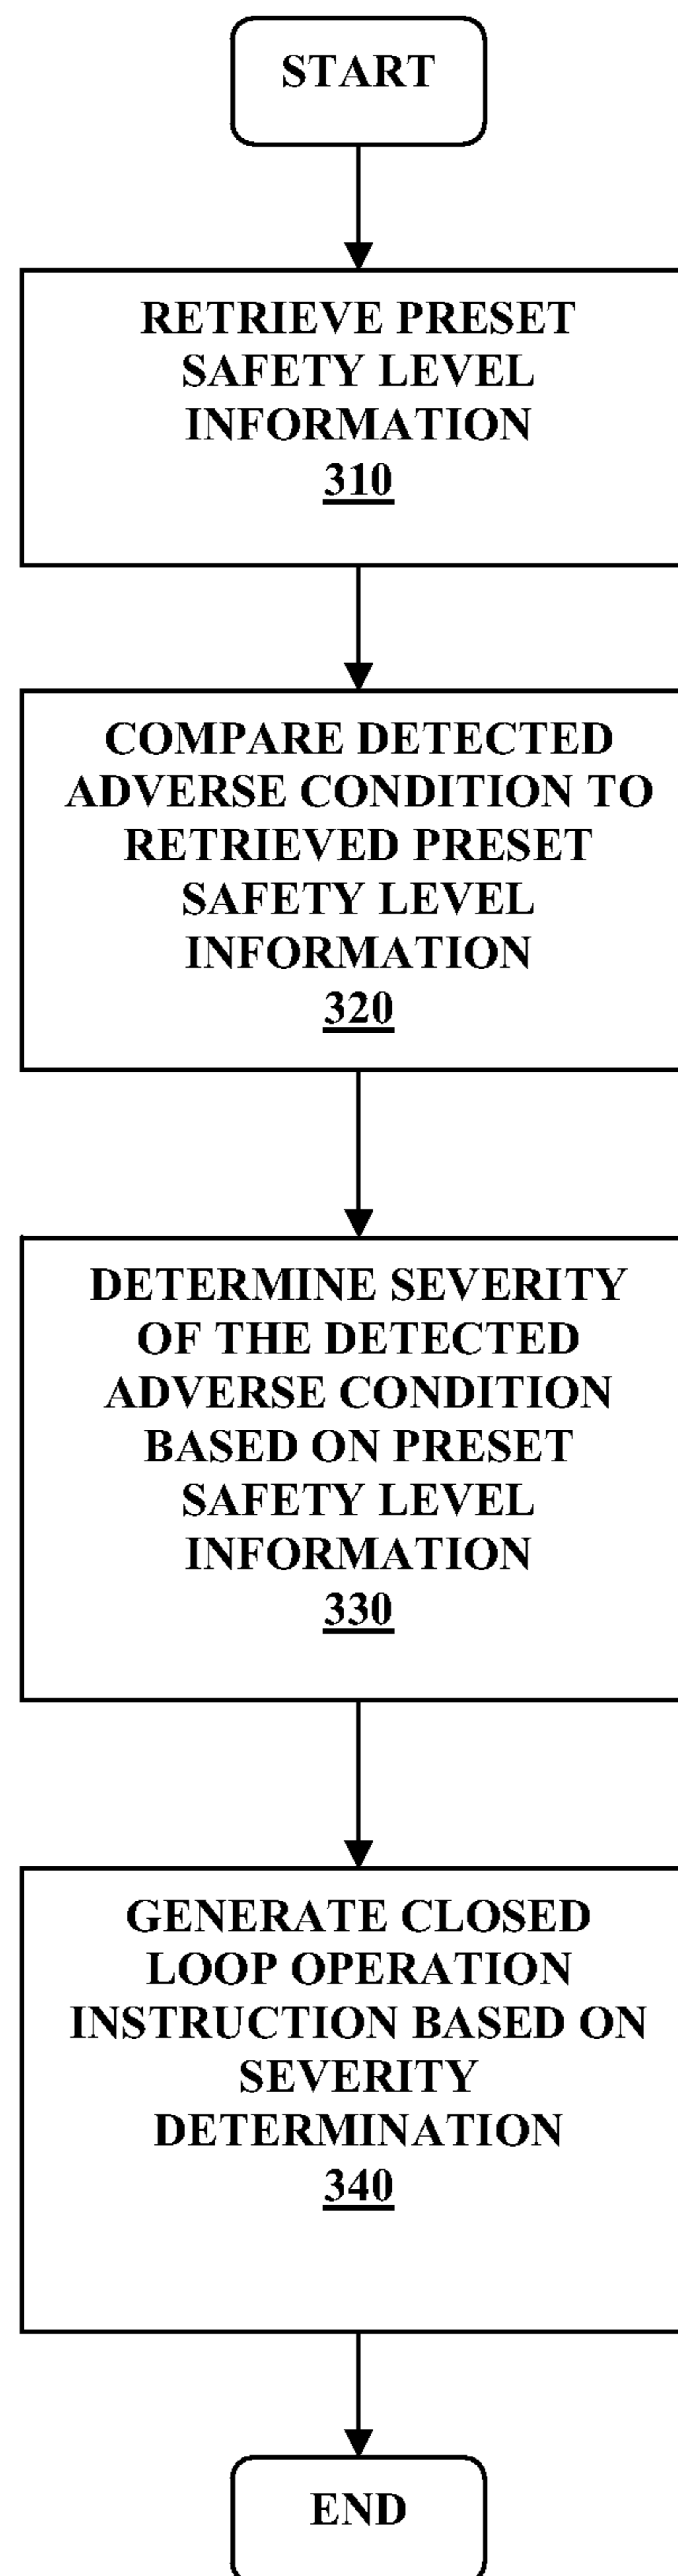 START
RETRIEVE PRESET
SAFETY LEVEL
INFORMATION
310
COMPARE DETECTED
ADVERSE CONDITION TO
RETRIEVED PRESET
SAFETY LEVEL
INFORMATION
320
DETERMINE SEVERITY
OF THE DETECTED
ADVERSE CONDITION
BASED ON PRESET
SAFETY LEVEL
INFORMATION
330
GENERATE CLOSED
LOOP OPERATION
INSTRUCTION BASED ON
SEVERITY
DETERMINATION
340
END